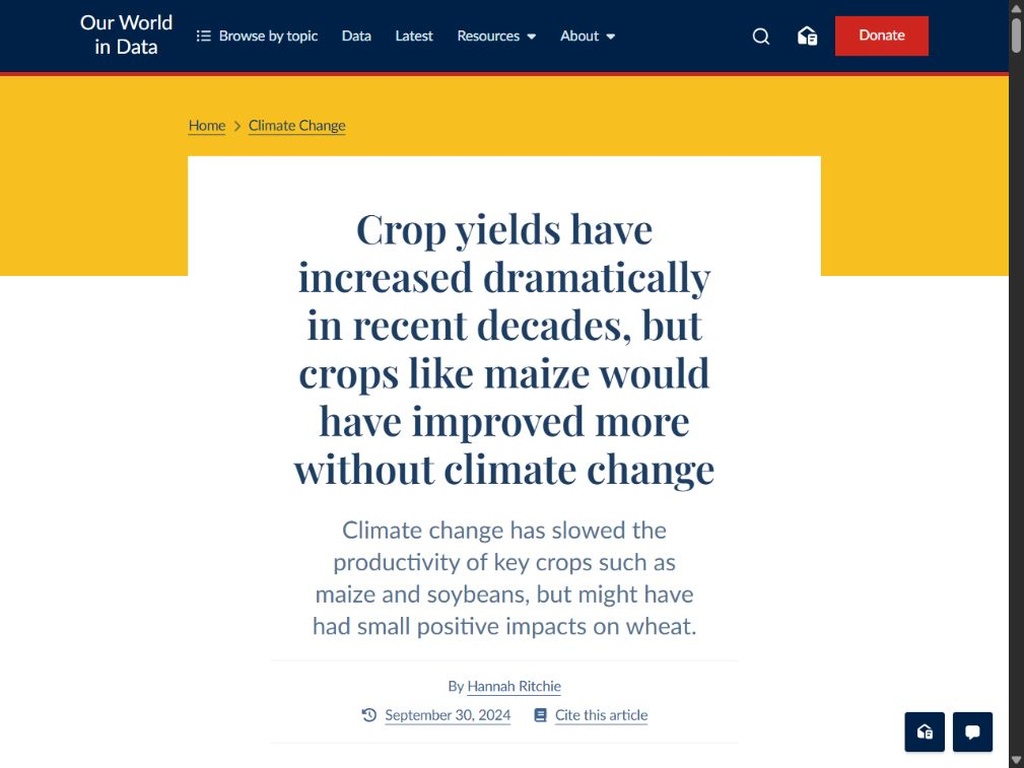 Our World
in Data
Browse by topic
Data
Latest
Resources
About
Donate
Home
Climate Change
Crop yields have
increased dramatically
in recent decades, but
crops like maize would
have improved more
without climate change
Climate change has slowed the
productivity of key crops such as
maize and soybeans, but might have
had small positive impacts on wheat.
By Hannah Ritchie
September 30, 2024
Cite this article